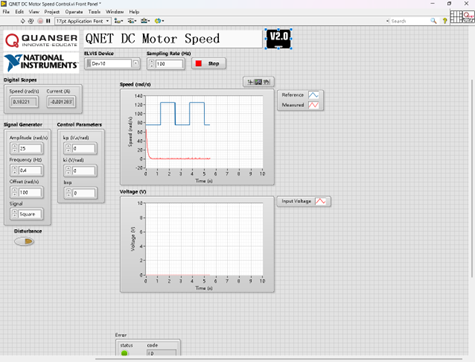 QNET DC Motor Speed Control.vi Front Panel *
File Edit View Project Operate Tools Window Help
17pt Application Font
Search
QUANSER
INNOVATE EDUCATE
QNET DC Motor Speed
V2.0
NATIONAL
INSTRUMENTS
ELVIS Device
Sampling Rate (Hz)
Dev10
100
Stop
Digital Scopes
Speed (rad/s)
Current (A)
Signal Generator
Control Parameters
Amplitude (rad/s)
25
Frequency (Hz)
0.4
Offset (rad/s)
100
Signal
Square
kp (V.s/rad)
0
ki (V/rad)
0
bsp
0
Disturbance
Speed (rad/s)
Reference
Measured
Speed (rad/s)
140
120
100
80
60
40
20
0
-20
0 1 2 3 4 5 6 7 8 9 10
Time (s)
Voltage (V)
Input Voltage
Voltage (V)
10
8
6
4
2
0
0 1 2 3 4 5 6 7 8 9 10
Time (s)
Error
status code
0